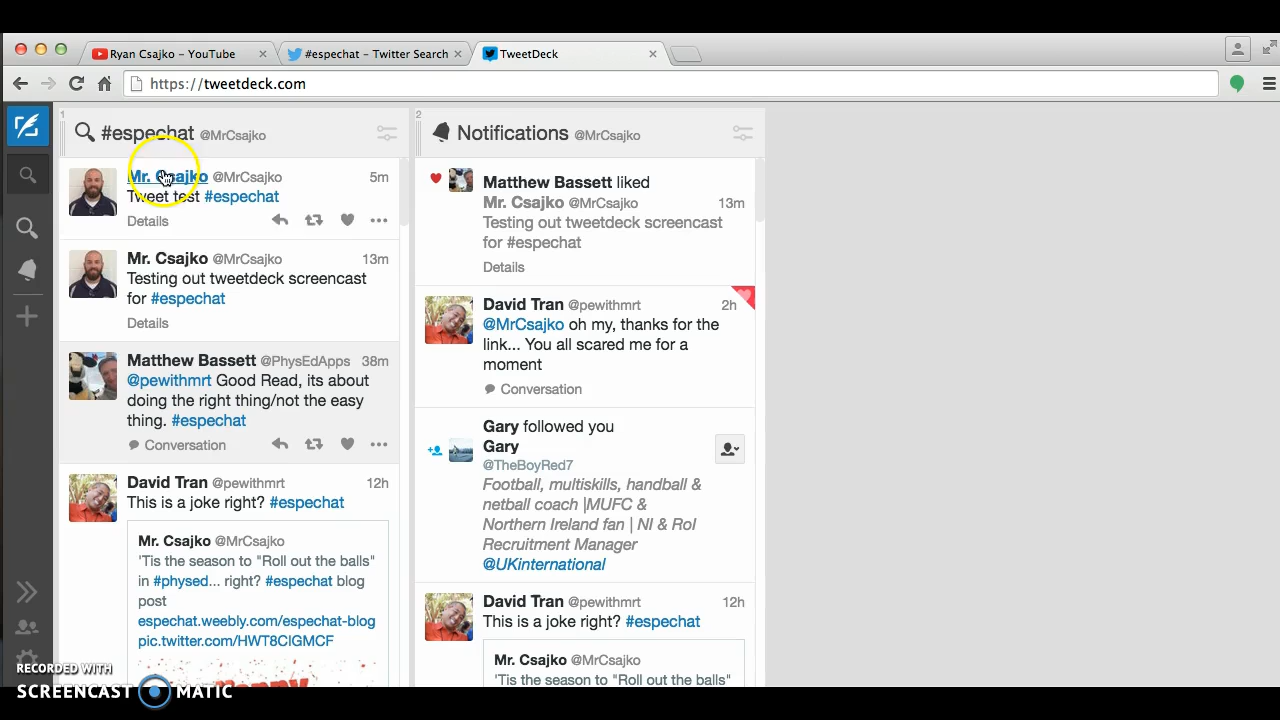 Ryan Csajko - YouTube
#espechat - Twitter Search
TweetDeck
https://tweetdeck.com
1
#espechat @MrCsajko
Mr. Csajko @MrCsajko 5m
Tweet test #espechat
Details
Mr. Csajko @MrCsajko 13m
Testing out tweetdeck screencast
for #espechat
Details
Matthew Bassett @PhysEdApps 38m
@pewithmrt Good Read, its about
doing the right thing/not the easy
thing. #espechat
Conversation
David Tran @pewithmrt 12h
This is a joke right? #espechat
Mr. Csajko @MrCsajko
'Tis the season to "Roll out the balls"
in #physed... right? #espechat blog
post
espechat.weebly.com/espechat-blog
pic.twitter.com/HWT8ClGMCF
2
Notifications @MrCsajko
Matthew Bassett liked
Mr. Csajko @MrCsajko 13m
Testing out tweetdeck screencast
for #espechat
Details
David Tran @pewithmrt 2h
@MrCsajko oh my, thanks for the
link... You all scared me for a
moment
Conversation
Gary followed you
Gary
@TheBoyRed7
Football, multiskills, handball &
netball coach |MUFC &
Northern Ireland fan | NI & RoI
Recruitment Manager
@UKinternational
David Tran @pewithmrt 12h
This is a joke right? #espechat
Mr. Csajko @MrCsajko
'Tis the season to "Roll out the balls"
RECORDED WITH
SCREENCAST MATIC